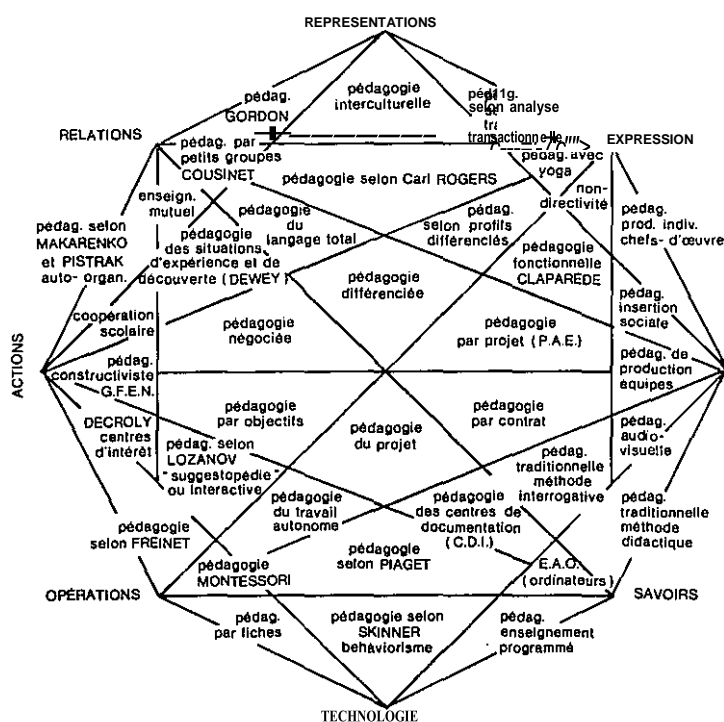 REPRESENTATIONS
pédag.
GORDON
pédagogie
interculturelle
selon analyse
transactionnelle
RELATIONS
EXPRESSION
pédag. par
petits groupes
COUSINET
pédag. avec
yoga
non-
directivité
pédagogie selon Carl ROGERS
enseign.
mutuel
pédag. selon
MAKARENKO
et PISTRAK
auto-organ.
pédagogie
du
langage total
pédag.
selon profils
différenciés
pédag.
prod. indiv.
chefs-d'œuvre
pédagogie
des situations
d'expérience et de
découverte (DEWEY)
pédagogie
différenciée
pédagogie
fonctionnelle
CLAPAREDE
coopération
scolaire
pédagogie
négociée
pédagogie
par projet (P.A.E.)
pédag.
insertion
sociale
ACTIONS
pédag.
constructiviste
G.F.E.N.
pédag. de
production
équipes
DECROLY
centres
d'intérêt
pédagogie
par objectifs
pédagogie
du projet
pédagogie
par contrat
pédag.
audio-
visuelle
pédag. selon
LOZANOV
"suggestopédie"
ou interactive
pédag.
traditionnelle
méthode
interrogative
pédagogie
selon FREINET
pédagogie
du travail
autonome
pédagogie
des centres de
documentation
(C.D.I.)
pédag.
traditionnelle
méthode
didactique
pédagogie
MONTESSORI
pédagogie
selon PIAGET
E.A.O.
(ordinateurs)
OPÉRATIONS
SAVOIRS
pédag.
par fiches
pédagogie selon
SKINNER
behaviorisme
pédag.
enseignement
programmé
TECHNOLOGIE